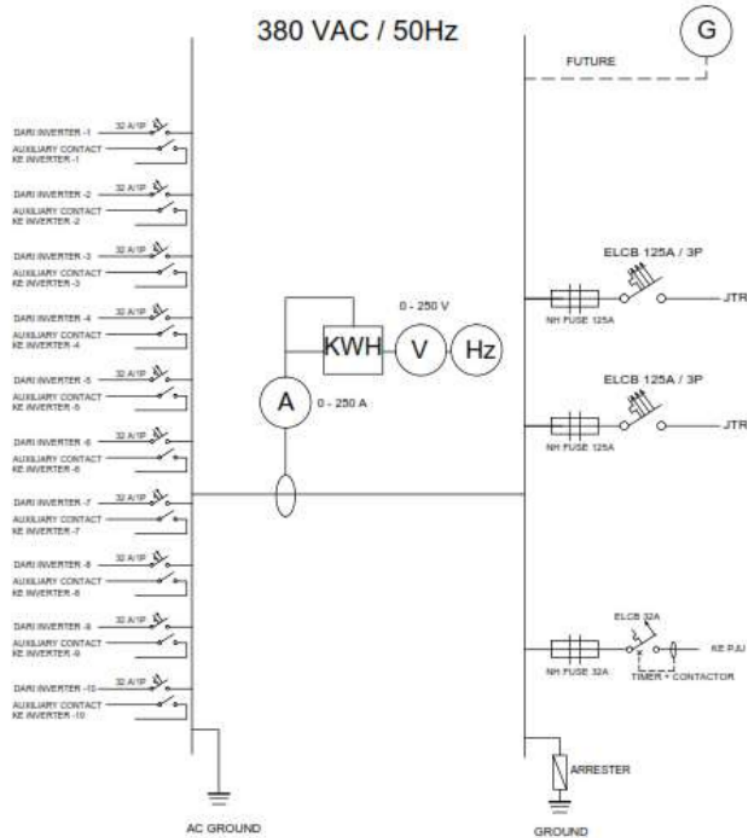 380 VAC / 50Hz
G
FUTURE
32 A/1P
DARI INVERTER -1
AUXILIARY CONTACT
KE INVERTER -1
32 A/1P
DARI INVERTER -2
AUXILIARY CONTACT
KE INVERTER -2
32 A/1P
DARI INVERTER -3
AUXILIARY CONTACT
KE INVERTER -3
32 A/1P
DARI INVERTER -4
AUXILIARY CONTACT
KE INVERTER -4
32 A/1P
DARI INVERTER -5
AUXILIARY CONTACT
KE INVERTER -5
32 A/1P
DARI INVERTER -6
AUXILIARY CONTACT
KE INVERTER -6
32 A/1P
DARI INVERTER -7
AUXILIARY CONTACT
KE INVERTER -7
32 A/1P
DARI INVERTER -8
AUXILIARY CONTACT
KE INVERTER -8
32 A/1P
DARI INVERTER -9
AUXILIARY CONTACT
KE INVERTER -9
32 A/1P
DARI INVERTER -10
AUXILIARY CONTACT
KE INVERTER -10
0 - 250 V
KWH
V
Hz
A
0 - 250 A
ELCB 125A / 3P
JTR
NH FUSE 125A
ELCB 125A / 3P
JTR
NH FUSE 125A
ELCB 32A
KE PJU
NH FUSE 32A
TIMER + CONTACTOR
ARRESTER
AC GROUND
GROUND